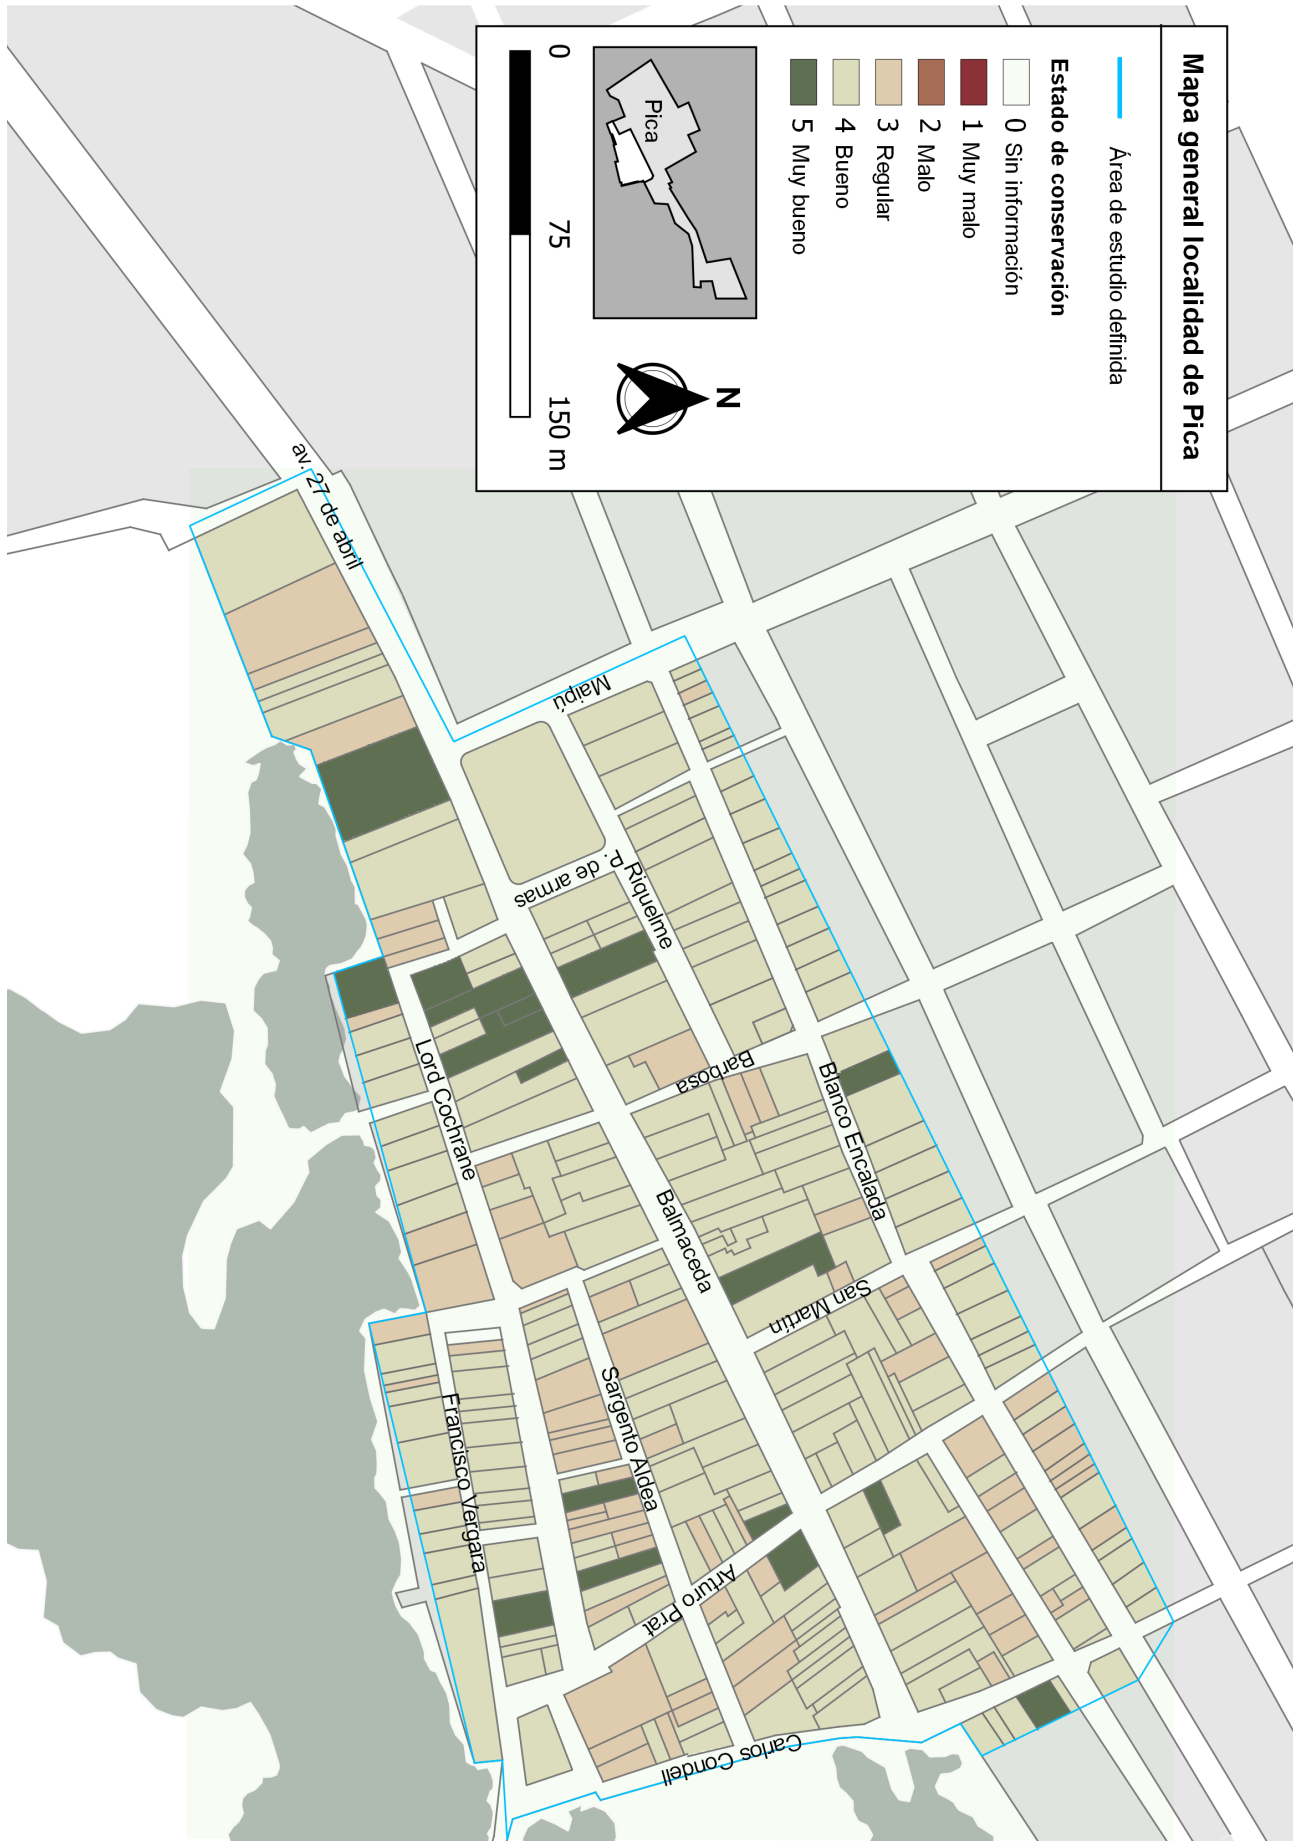 Mapa general localidad de Pica
Área de estudio definida
Estado de conservación
0 Sin información
1 Muy malo
2 Malo
3 Regular
4 Bueno
5 Muy bueno
Pica
N
0 75 150 m
av. 27 de abril
Maipú
P. de armas
Riquelme
Barbosa
Blanco Encalada
Lord Cochrane
Balmaceda
San Martín
Sargento Aldea
Francisco Vergara
Arturo Prat
Carlos Condell